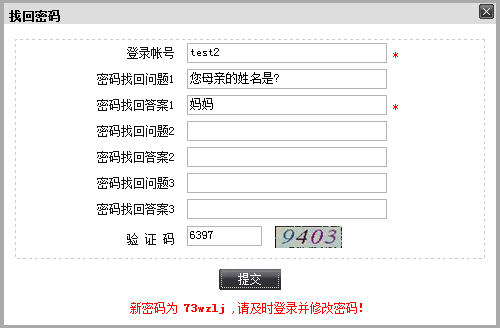 找回密码
登录帐号 test2 *
密码找回问题1 您母亲的姓名是?
密码找回答案1 妈妈 *
密码找回问题2
密码找回答案2
密码找回问题3
密码找回答案3
验 证 码 6397 9403
提交
新密码为 73wzlj ,请及时登录并修改密码!